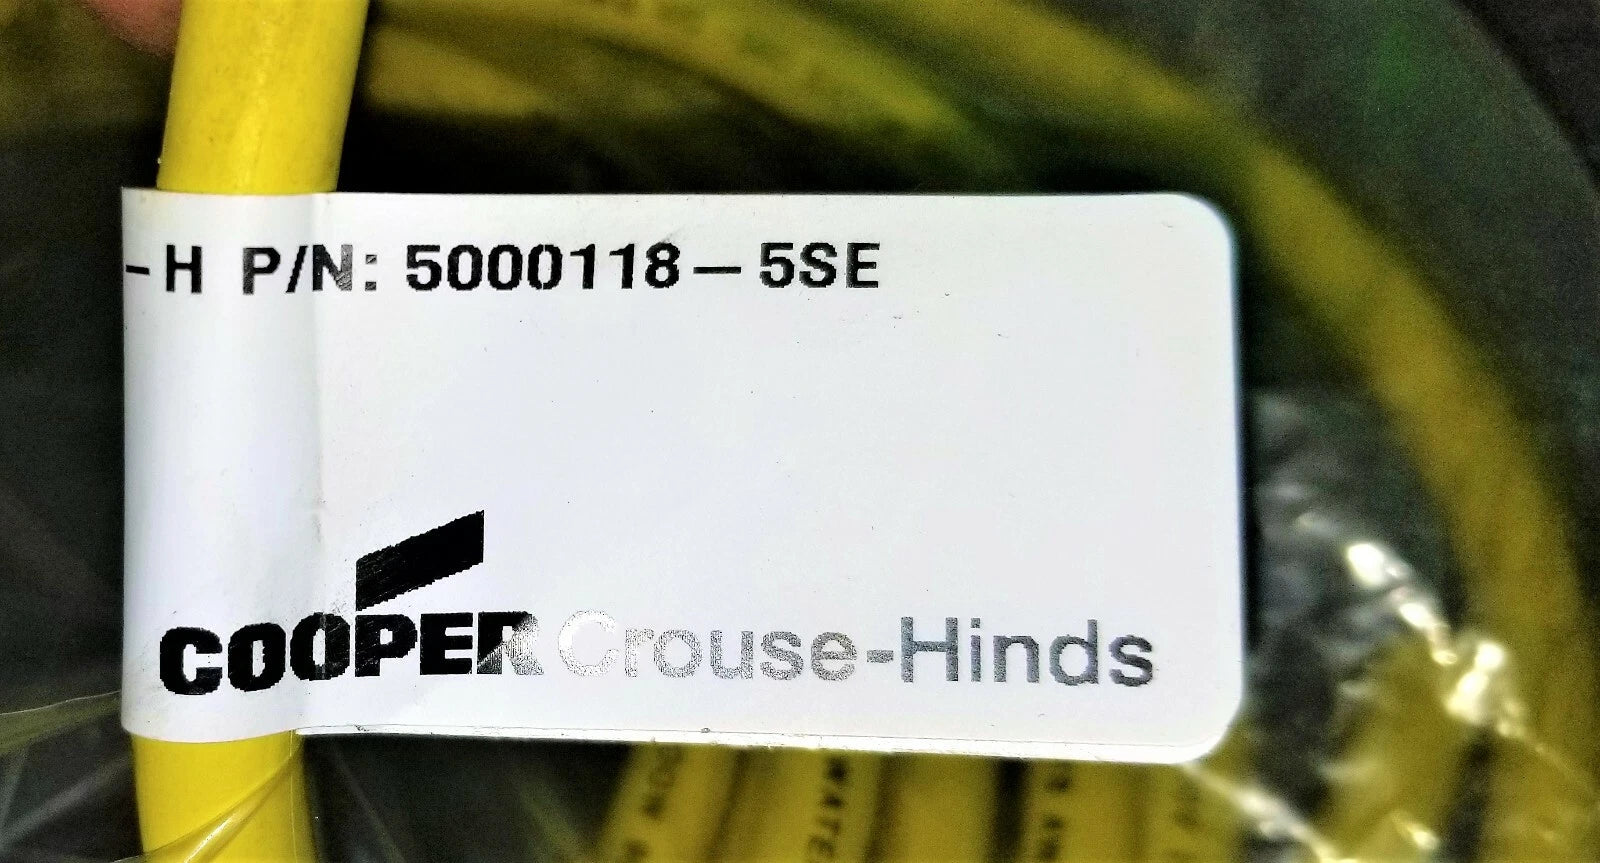 -H P/N: 5000118-5SE
COOPER Crouse-Hinds